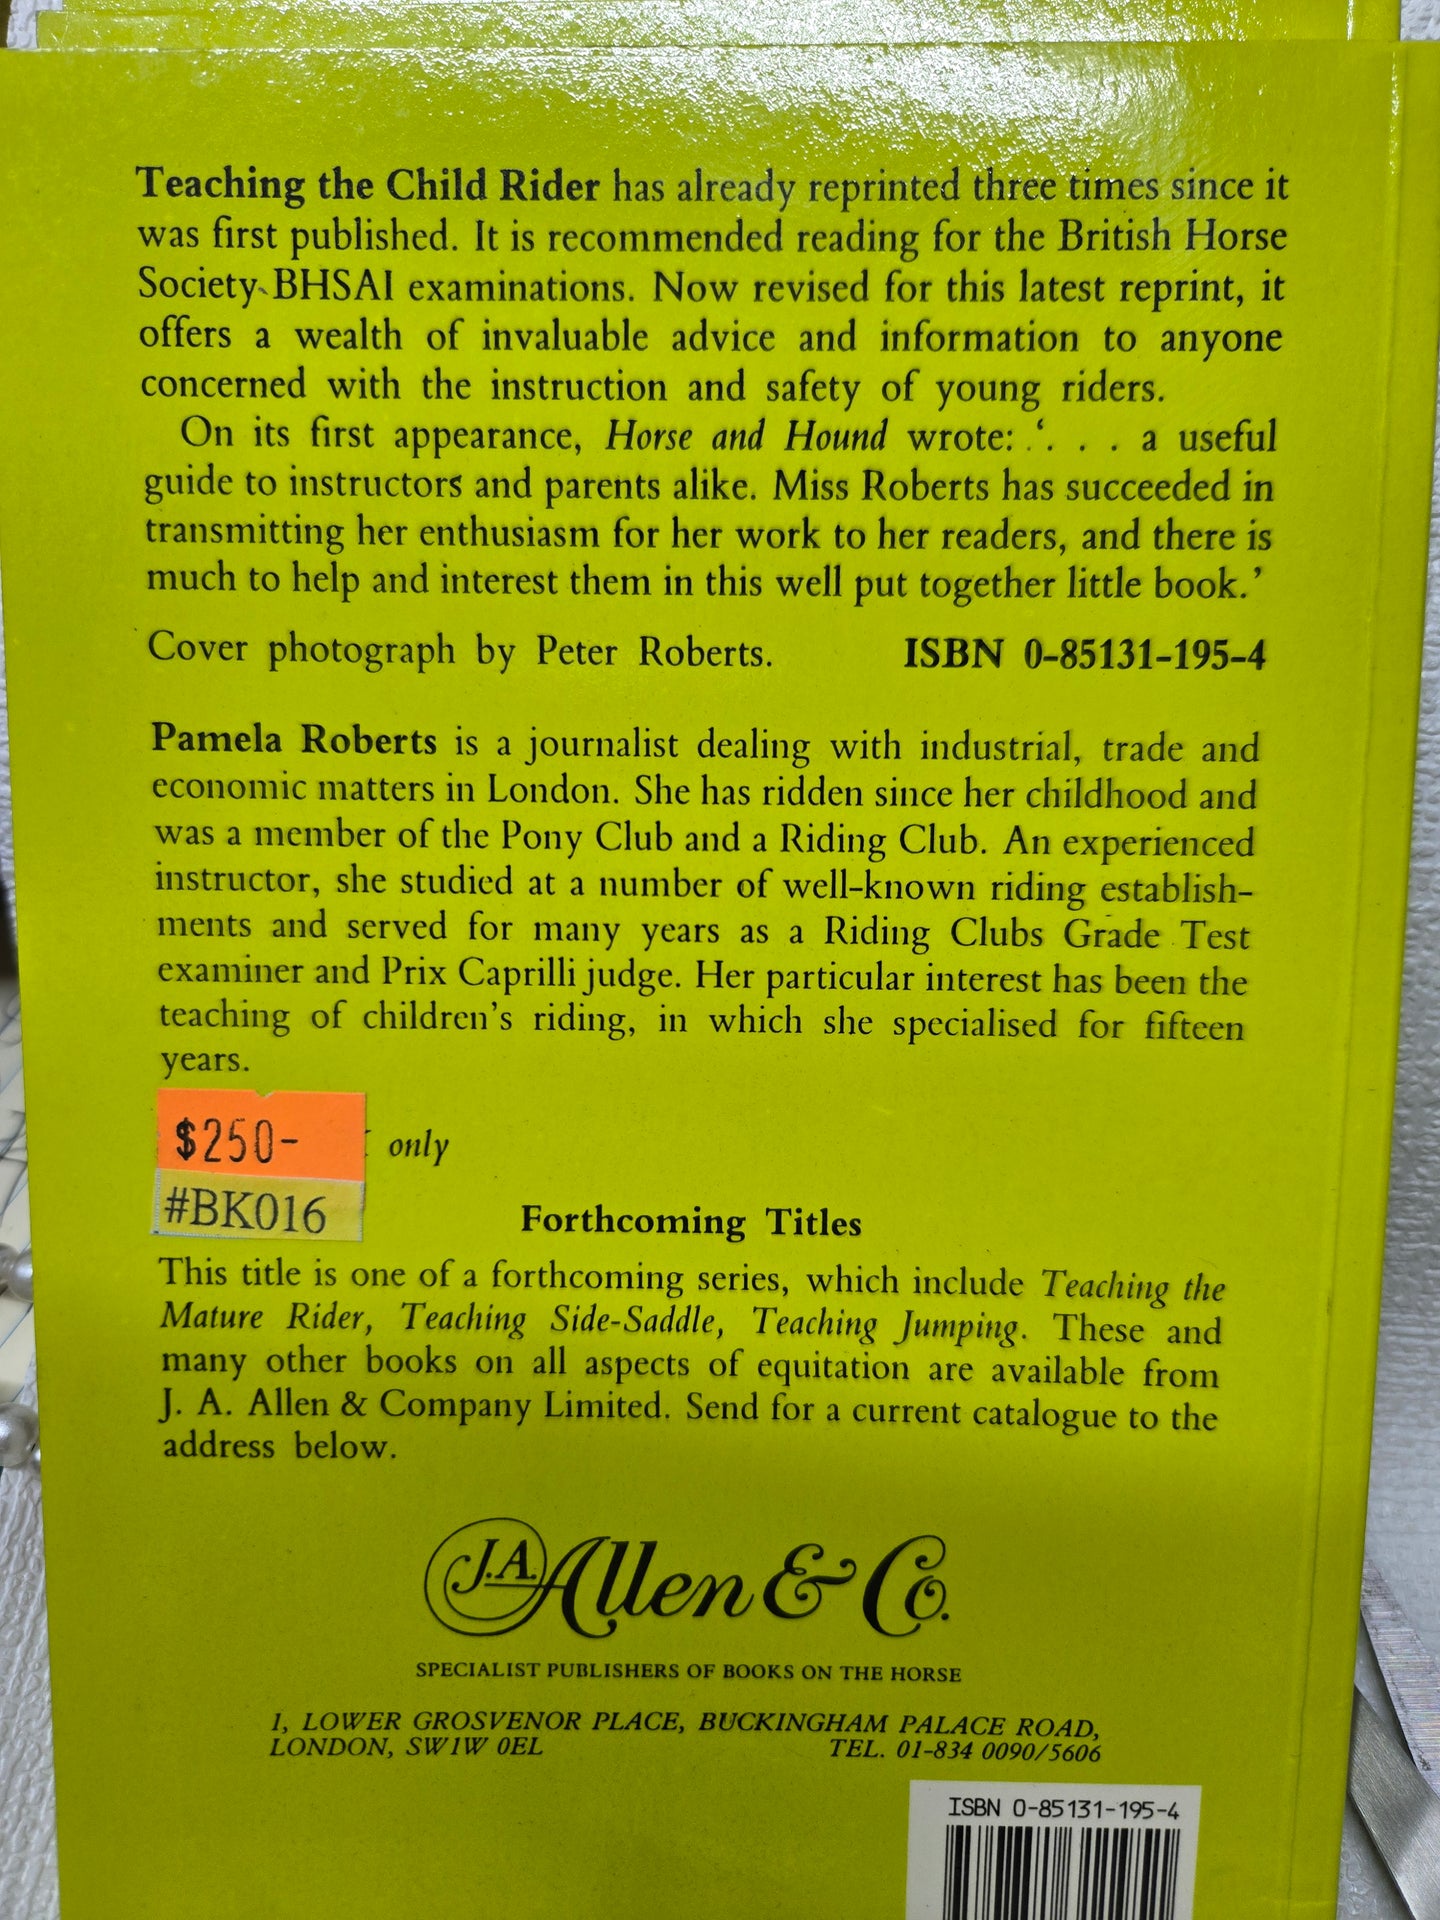 Teaching the Child Rider has already reprinted three times since it
was first published. It is recommended reading for the British Horse
Society BHSAI examinations. Now revised for this latest reprint, it
offers a wealth of invaluable advice and information to anyone
concerned with the instruction and safety of young riders.
On its first appearance, Horse and Hound wrote: ‘. . . a useful
guide to instructors and parents alike. Miss Roberts has succeeded in
transmitting her enthusiasm for her work to her readers, and there is
much to help and interest them in this well put together little book.’
Cover photograph by Peter Roberts. ISBN 0-85131-195-4
Pamela Roberts is a journalist dealing with industrial, trade and
economic matters in London. She has ridden since her childhood and
was a member of the Pony Club and a Riding Club. An experienced
instructor, she studied at a number of well-known riding establish-
ments and served for many years as a Riding Clubs Grade Test
examiner and Prix Caprilli judge. Her particular interest has been the
teaching of children's riding, in which she specialised for fifteen
years.
$250- only
#BK016
Forthcoming Titles
This title is one of a forthcoming series, which include Teaching the
Mature Rider, Teaching Side-Saddle, Teaching Jumping. These and
many other books on all aspects of equitation are available from
J. A. Allen & Company Limited. Send for a current catalogue to the
address below.
J.A. Allen & Co.
SPECIALIST PUBLISHERS OF BOOKS ON THE HORSE
1, LOWER GROSVENOR PLACE, BUCKINGHAM PALACE ROAD,
LONDON, SW1W 0EL TEL. 01-834 0090/5606
ISBN 0-85131-195-4